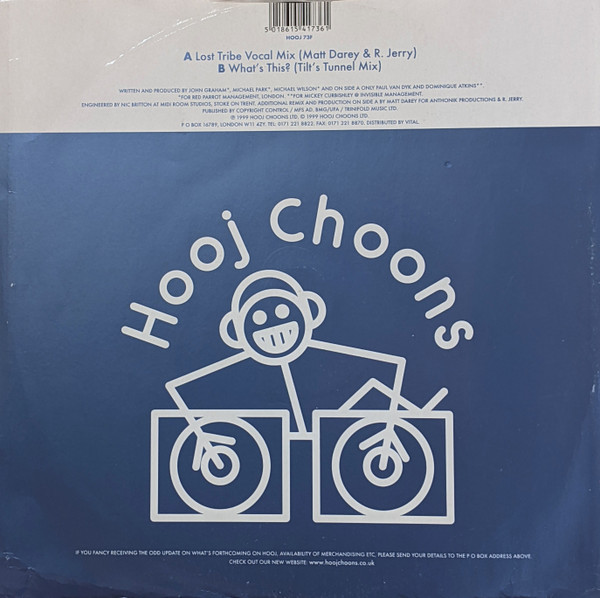 5 018615 417361
HOOJ 73F
A Lost Tribe Vocal Mix (Matt Darey & R. Jerry)
B What's This? (Tilt's Tunnel Mix)
WRITTEN AND PRODUCED BY JOHN GRAHAM*, MICHAEL PARK*, MICHAEL WILSON* AND ON SIDE A ONLY PAUL VAN DYK AND DOMINIQUE ATKINS**.
*FOR RED PARROT MANAGEMENT, LONDON. **FOR MICKEY CURBISHLEY @ INVISIBLE MANAGEMENT.
ENGINEERED BY NIC BRITTON AT MIDI ROOM STUDIOS, STOKE ON TRENT. ADDITIONAL REMIX AND PRODUCTION ON SIDE A BY MATT DAREY FOR PRODUCTIONS & R. JERRY.
PUBLISHED BY COPYRIGHT CONTROL / MFS AD. BMG/UFA / TRINIFOLD MUSIC LTD.
℗ 1999 HOOJ CHOONS LTD. © 1999 HOOJ CHOONS LTD.
P O BOX 16789, LONDON W11 4ZY. TEL: 0171 221 8822. FAX: 0171 221 8870. DISTRIBUTED BY VITAL.
Hooj Choons
IF YOU FANCY RECEIVING THE ODD UPDATE ON WHAT'S FORTHCOMING ON HOOJ, AVAILABILITY OF MERCHANDISING ETC, PLEASE SEND YOUR DETAILS TO THE P O BOX ADDRESS ABOVE.
CHECK OUT OUR NEW WEBSITE: www.hoojchoons.co.uk